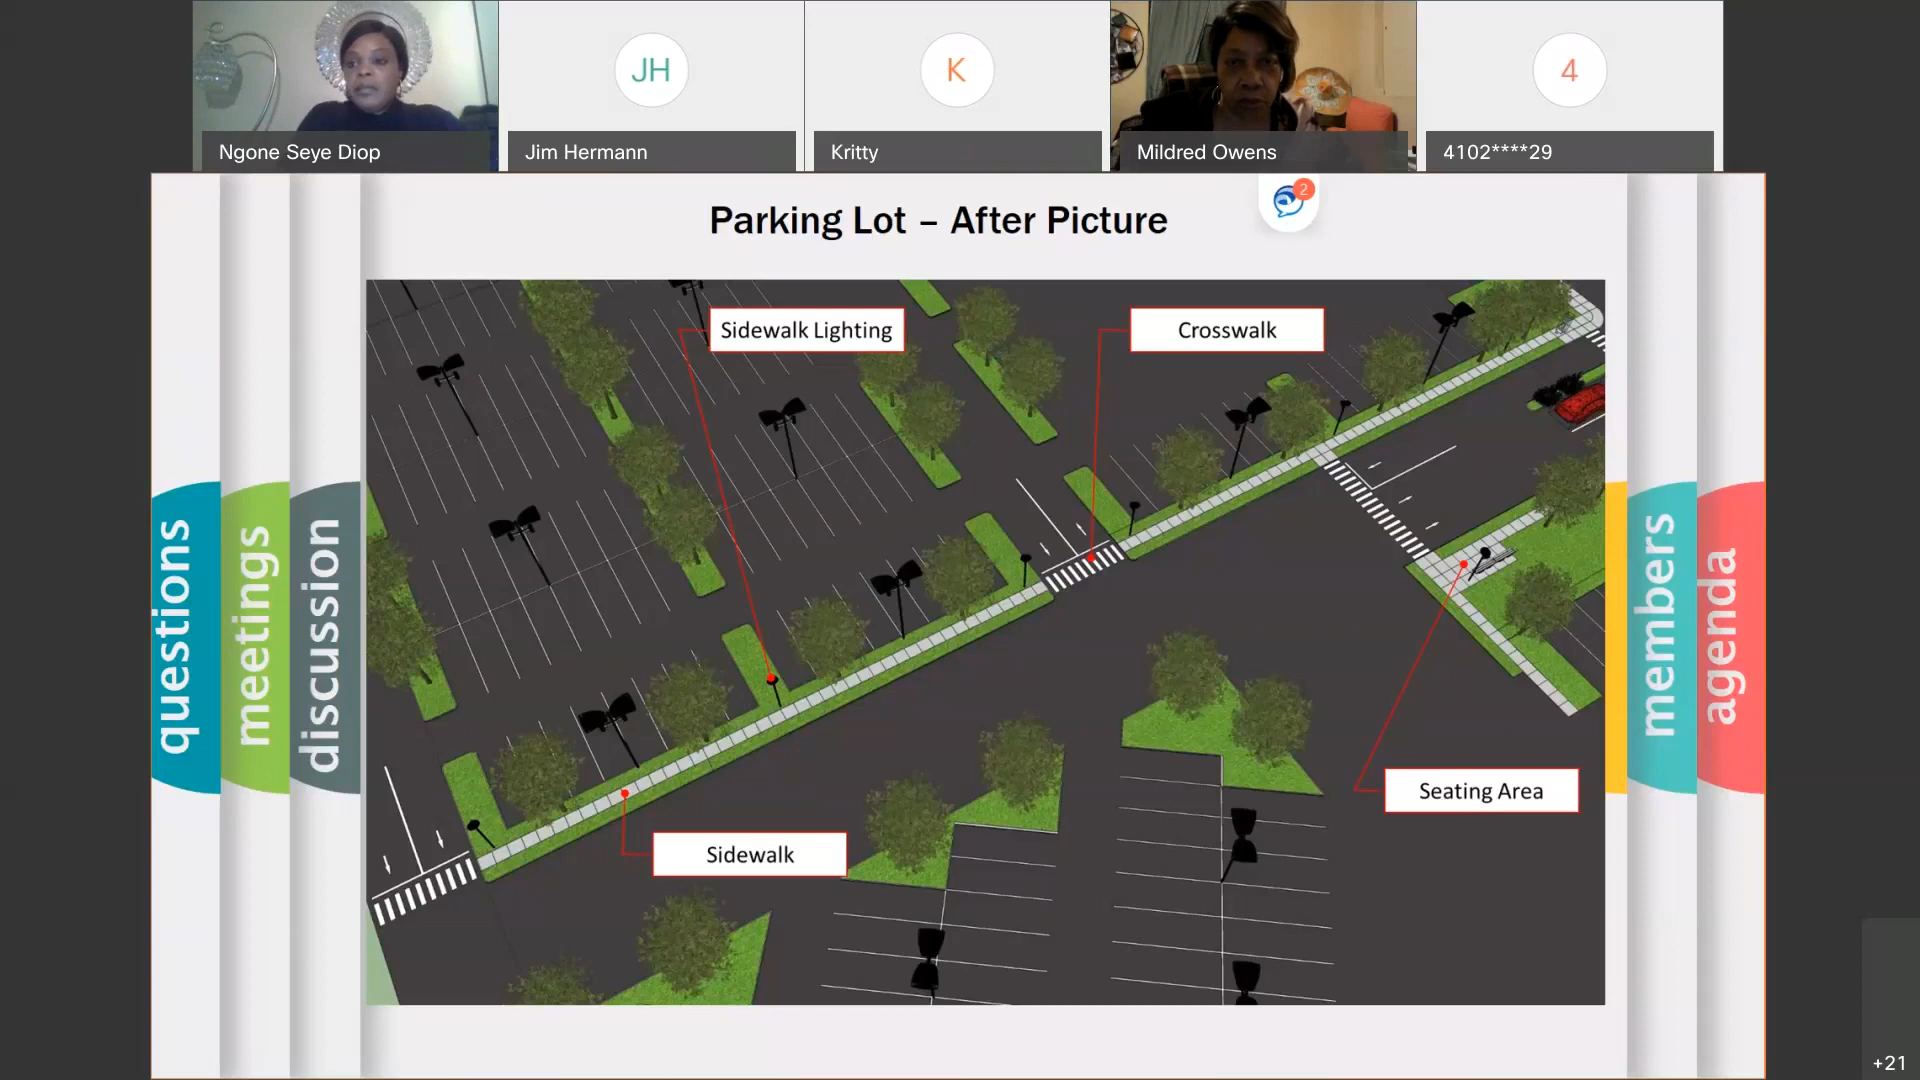 JH
K
4
Ngone Seye Diop
Jim Hermann
Kritty
Mildred Owens
4102****29
2
Parking Lot – After Picture
Sidewalk Lighting
Crosswalk
Seating Area
Sidewalk
questions
meetings
discussion
members
agenda
+21